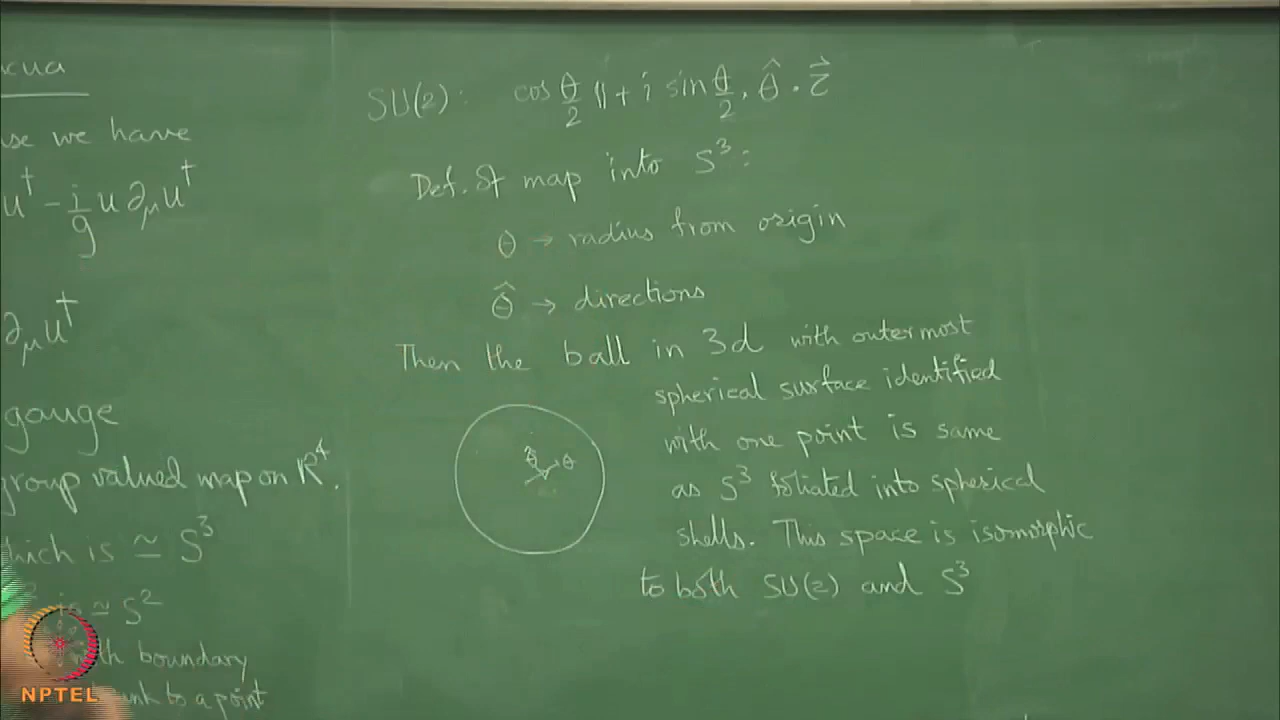 cua
se we have
u† - i/g u ∂μ u†
∂μ u†
gauge
group valued map on R⁴.
hich is ≃ S³
is ≃ S²
th boundary
unk to a point
SU(2): cos θ/2 𝟙 + i sin θ/2 . θ̂ · τ⃗
Def. of map into S³:
θ → radius from origin
θ̂ → directions
Then the ball in 3d with outermost
spherical surface identified
with one point is same
as S³ foliated into spherical
shells. This space is isomorphic
to both SU(2) and S³
θ̂ θ
NPTEL